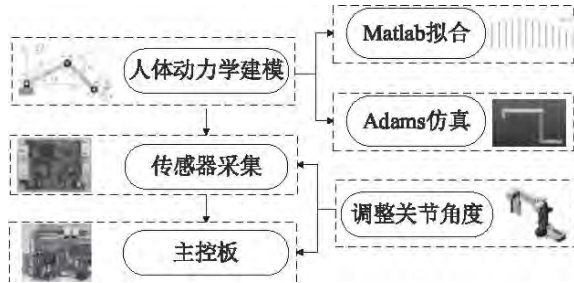 Matlab拟合
人体动力学建模
Adams仿真
传感器采集
调整关节角度
主控板